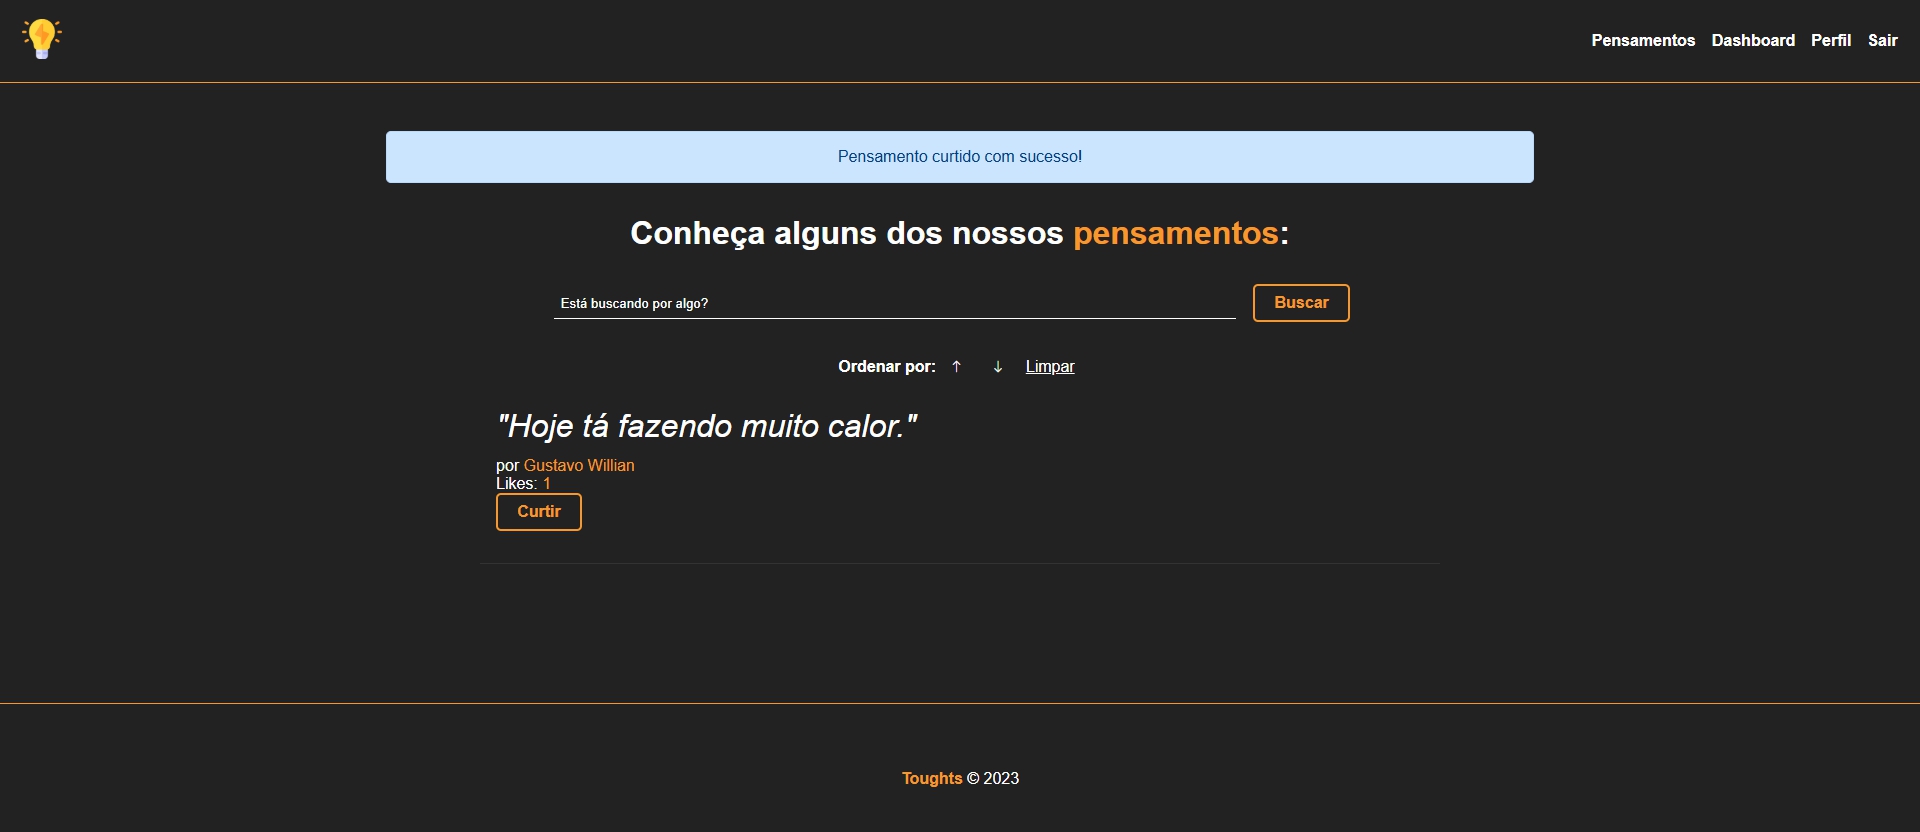 Pensamentos Dashboard Perfil Sair
Pensamento curtido com sucesso!
Conheça alguns dos nossos pensamentos:
Está buscando por algo? Buscar
Ordenar por: ↑ ↓ Limpar
"Hoje tá fazendo muito calor."
por Gustavo Willian
Likes: 1
Curtir
Toughts © 2023